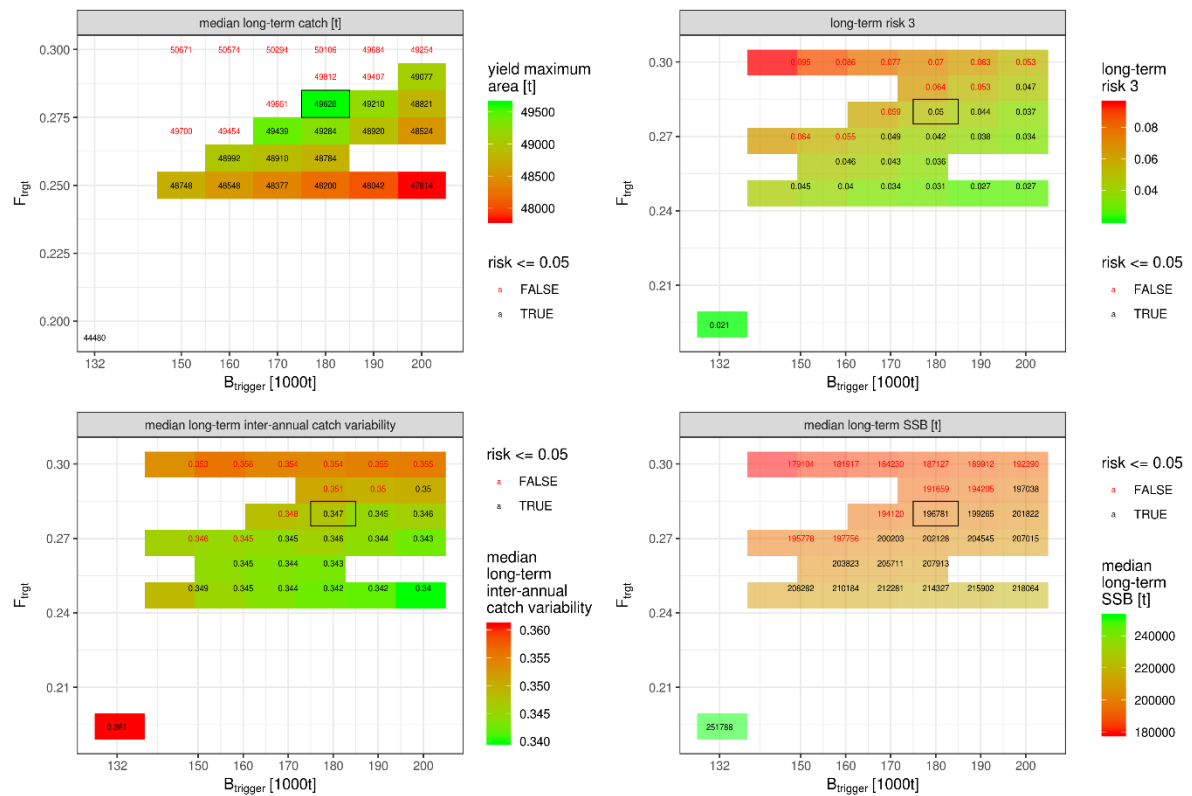 median long-term catch [t]
0.300
0.275
0.250
0.225
0.200
F_trgt
50671 50574 50294 50106 49684 49254
49812 49407 49077
49861 49628 49210 48821
49700 49454 49439 49284 48920 48524
48992 48910 48784
48748 48548 48377 48200 48042 47814
44480
132 150 160 170 180 190 200
B_trigger [1000t]
yield maximum
area [t]
49500
49000
48500
48000
risk <= 0.05
a FALSE
a TRUE
long-term risk 3
0.30
0.27
0.24
0.21
F_trgt
0.095 0.086 0.077 0.07 0.063 0.053
0.064 0.053 0.047
0.059 0.05 0.044 0.037
0.064 0.055 0.049 0.042 0.038 0.034
0.046 0.043 0.036
0.045 0.04 0.034 0.031 0.027 0.027
0.021
132 150 160 170 180 190 200
B_trigger [1000t]
long-term
risk 3
0.08
0.06
0.04
risk <= 0.05
a FALSE
a TRUE
median long-term inter-annual catch variability
0.30
0.27
0.24
0.21
F_trgt
0.353 0.356 0.354 0.354 0.355 0.355
0.351 0.35 0.35
0.348 0.347 0.345 0.346
0.346 0.345 0.345 0.346 0.344 0.343
0.345 0.344 0.343
0.349 0.345 0.344 0.342 0.342 0.34
0.361
132 150 160 170 180 190 200
B_trigger [1000t]
risk <= 0.05
a FALSE
a TRUE
median
long-term
inter-annual
catch variability
0.360
0.355
0.350
0.345
0.340
median long-term SSB [t]
0.30
0.27
0.24
0.21
F_trgt
179104 181917 184250 187127 189912 192390
191659 194205 197038
194120 196781 199265 201822
195778 197756 200203 202128 204545 207015
203823 205711 207913
208282 210184 212281 214327 215902 218064
251788
132 150 160 170 180 190 200
B_trigger [1000t]
risk <= 0.05
a FALSE
a TRUE
median
long-term
SSB [t]
240000
220000
200000
180000